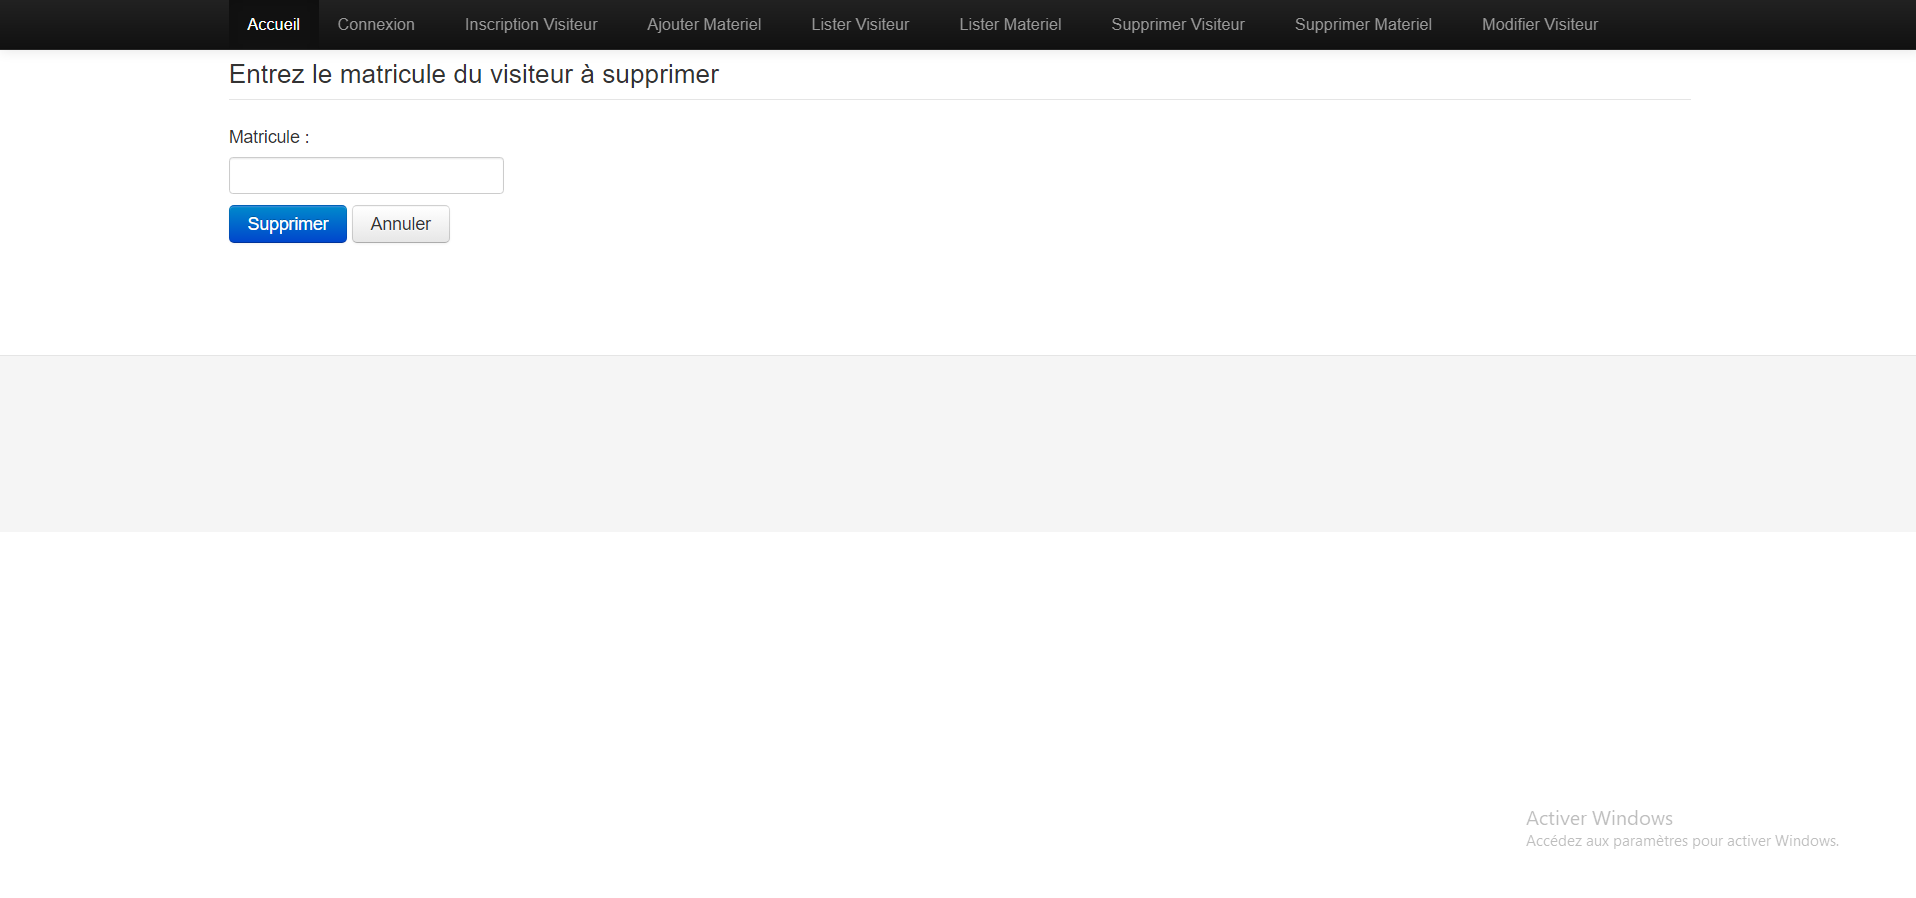 Accueil Connexion Inscription Visiteur Ajouter Materiel Lister Visiteur Lister Materiel Supprimer Visiteur Supprimer Materiel Modifier Visiteur
Entrez le matricule du visiteur à supprimer
Matricule :
Supprimer Annuler
Activer Windows
Accédez aux paramètres pour activer Windows.